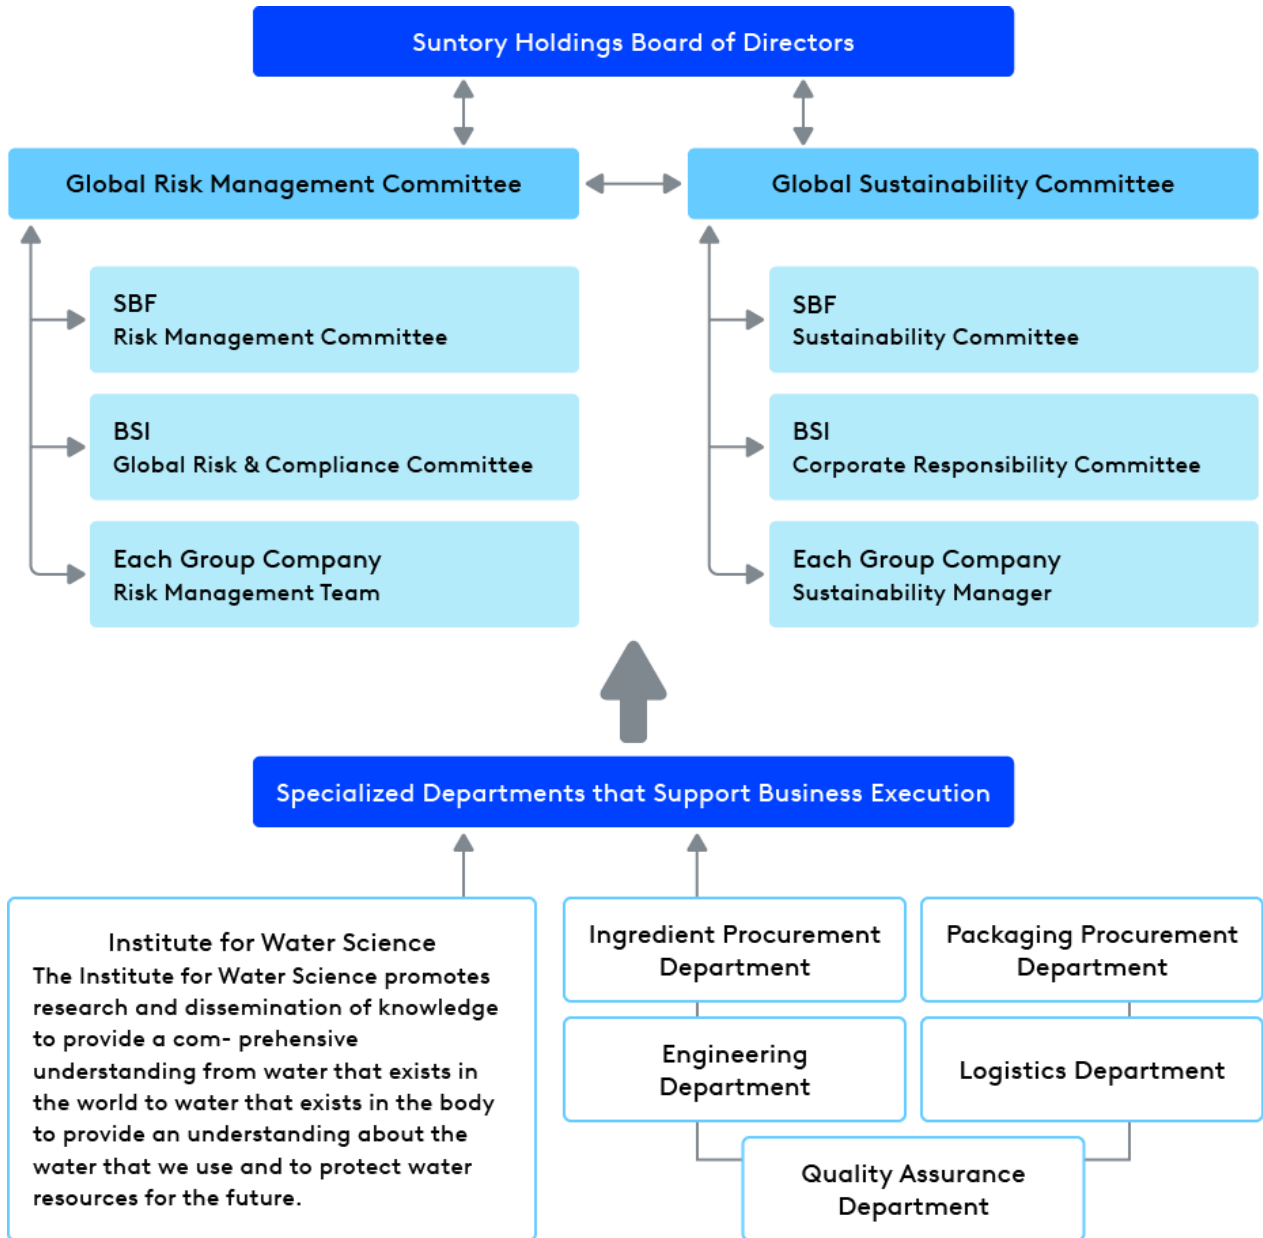 Suntory Holdings Board of Directors
Global Risk Management Committee
Global Sustainability Committee
SBF
Risk Management Committee
BSI
Global Risk & Compliance Committee
Each Group Company
Risk Management Team
SBF
Sustainability Committee
BSI
Corporate Responsibility Committee
Each Group Company
Sustainability Manager
Specialized Departments that Support Business Execution
Institute for Water Science
The Institute for Water Science promotes
research and dissemination of knowledge
to provide a com- prehensive
understanding from water that exists in
the world to water that exists in the body
to provide an understanding about the
water that we use and to protect water
resources for the future.
Ingredient Procurement
Department
Packaging Procurement
Department
Engineering
Department
Logistics Department
Quality Assurance
Department